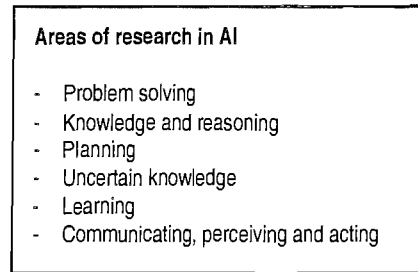 Areas of research in AI
- Problem solving
- Knowledge and reasoning
- Planning
- Uncertain knowledge
- Learning
- Communicating, perceiving and acting